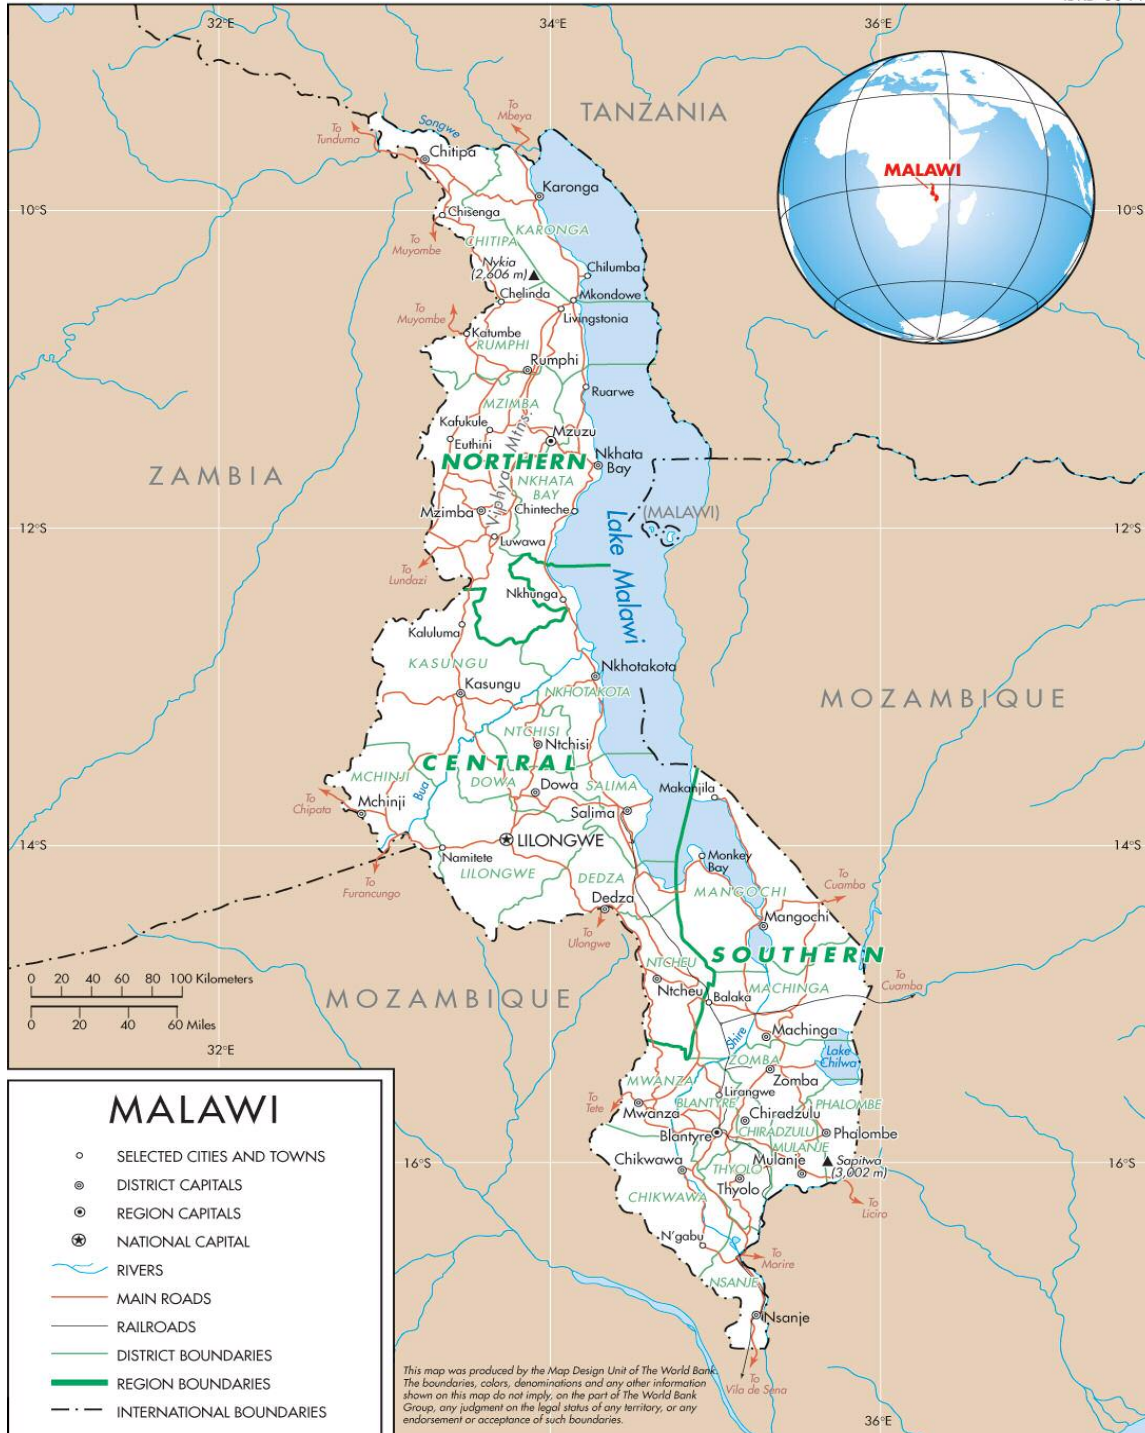 32°E
34°E
36°E
TANZANIA
To
Mbeya
To
Tunduma
Songwe
Chitipa
Karonga
MALAWI
10°S
10°S
Chisenga
KARONGA
CHITIPA
To
Muyombe
Nykia
(2,606 m)
Chilumba
Chelinda
Mkondowe
Livingstonia
To
Muyombe
Katumbe
RUMPHI
Rumphi
Ruarwe
MZIMBA
Kafukule
Euthini
Mzuzu
Viphya Mtns.
NORTHERN
Nkhata
Bay
NKHATA
BAY
ZAMBIA
Mzimba
Chinteche
(MALAWI)
12°S
12°S
Luwawa
Lake Malawi
To
Lundazi
Nkhunga
Kaluluma
KASUNGU
Nkhotakota
Kasungu
NKHOTAKOTA
MOZAMBIQUE
NTCHISI
Ntchisi
CENTRAL
MCHINJI
DOWA
SALIMA
Dowa
Makanjila
Bua
To
Chipata
Mchinji
Salima
14°S
14°S
LILONGWE
Namitete
Monkey
Bay
To
Furancungo
LILONGWE
DEDZA
MANGOCHI
To
Cuamba
Dedza
Mangochi
To
Ulongwe
SOUTHERN
NTCHEU
To
Cuamba
Ntcheu
MACHINGA
Balaka
MOZAMBIQUE
0 20 40 60 80 100 Kilometers
0 20 40 60 Miles
32°E
Shire
Machinga
Lake
Chilwa
ZOMBA
Zomba
MWANZA
Lirangwe
To
Tete
Mwanza
BLANTYRE
PHALOMBE
Chiradzulu
Blantyre
CHIRADZULU
Phalombe
MULANJE
Mulanje
Sapitwa
(3,002 m)
16°S
16°S
Chikwawa
THYOLO
Thyolo
CHIKWAWA
To
Liciro
N'gabu
To
Morire
NSANJE
Nsanje
To
Vila de Sena
36°E
MALAWI
SELECTED CITIES AND TOWNS
DISTRICT CAPITALS
REGION CAPITALS
NATIONAL CAPITAL
RIVERS
MAIN ROADS
RAILROADS
DISTRICT BOUNDARIES
REGION BOUNDARIES
INTERNATIONAL BOUNDARIES
This map was produced by the Map Design Unit of The World Bank.
The boundaries, colors, denominations and any other information
shown on this map do not imply, on the part of The World Bank
Group, any judgment on the legal status of any territory, or any
endorsement or acceptance of such boundaries.